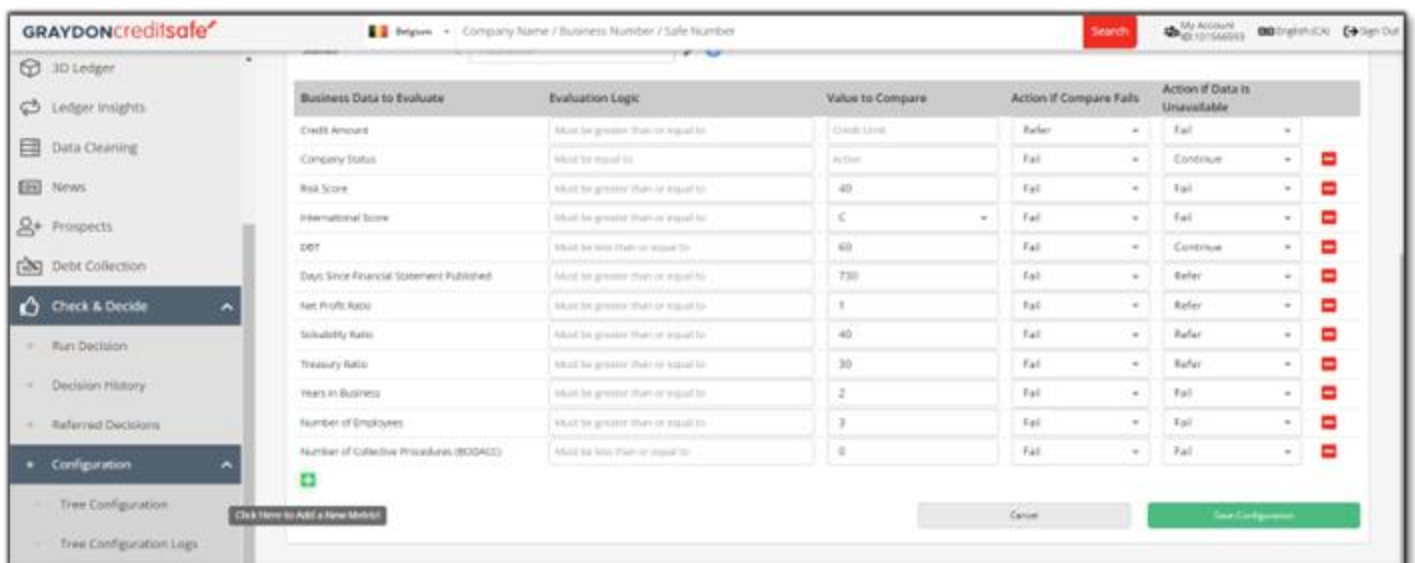 GRAYDONcreditsafe
Belgium
Company Name / Business Number / Safe Number
Search
My Account
English (CA)
Sign Out
3D Ledger
Ledger Insights
Data Cleaning
News
Prospects
Debt Collection
Check & Decide
Run Decision
Decision History
Referred Decisions
Configuration
Tree Configuration
Tree Configuration Logs
Business Data to Evaluate Evaluation Logic Value to Compare Action if Compare Fails Action if Data is Unavailable
Credit Amount Must be greater than or equal to Credit Limit Refer Fail
Company Status Must be equal to Active Fail Continue
Risk Score Must be greater than or equal to 40 Fail Fail
International Score Must be greater than or equal to C Fail Fail
DBT Must be less than or equal to 60 Fail Continue
Days Since Financial Statement Published Must be greater than or equal to 730 Fail Refer
Net Profit Ratio Must be greater than or equal to 1 Fail Refer
Solvability Ratio Must be greater than or equal to 40 Fail Refer
Treasury Ratio Must be greater than or equal to 30 Fail Refer
Years in Business Must be greater than or equal to 2 Fail Fail
Number of Employees Must be greater than or equal to 3 Fail Fail
Number of Collective Procedures (BODACC) Must be less than or equal to 0 Fail Fail
Click Here to Add a New Metric!
Cancel
Save Configuration